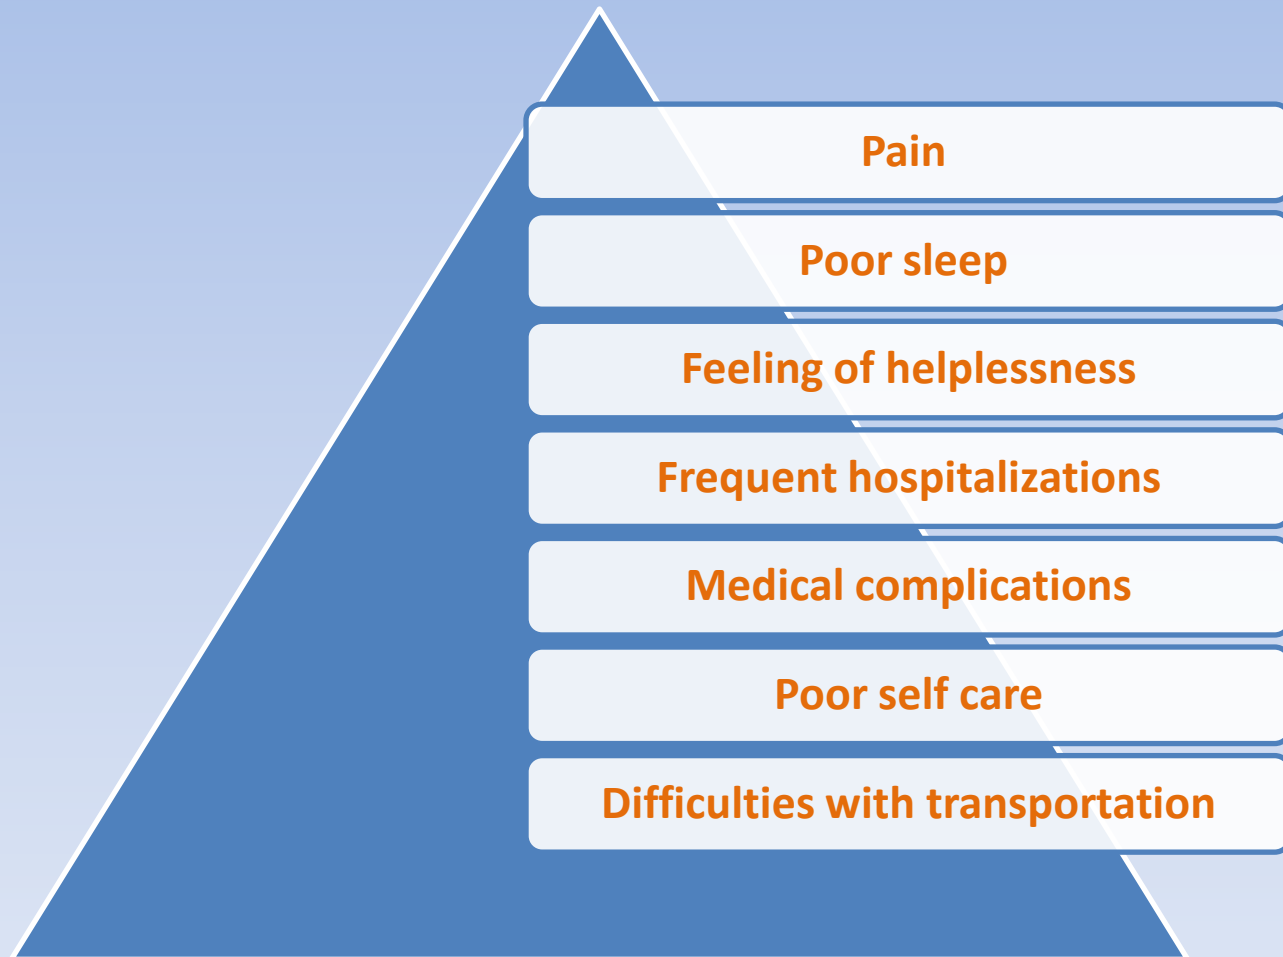 Pain
Poor sleep
Feeling of helplessness
Frequent hospitalizations
Medical complications
Poor self care
Difficulties with transportation